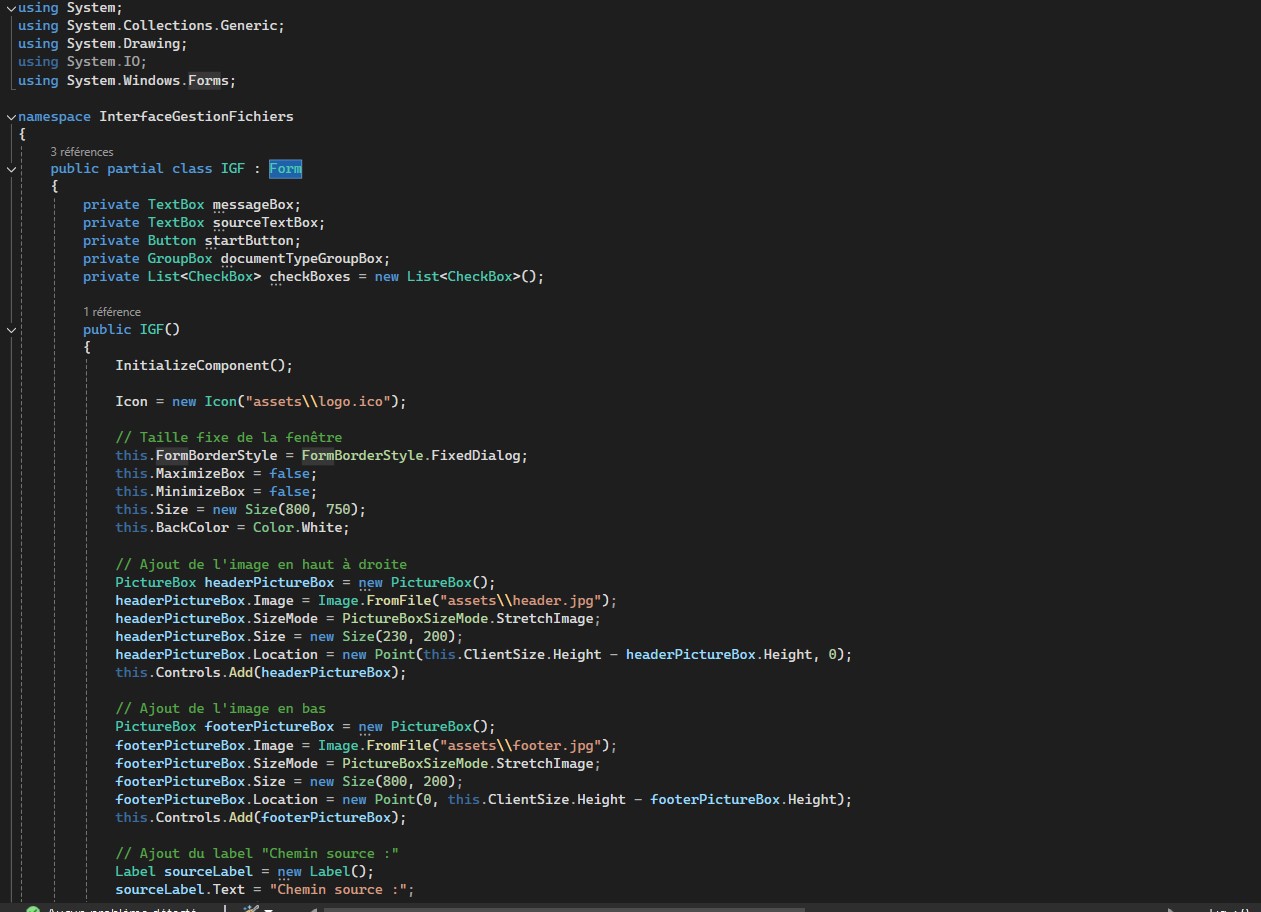 using System;
using System.Collections.Generic;
using System.Drawing;
using System.IO;
using System.Windows.Forms;
namespace InterfaceGestionFichiers
{
3 références
public partial class IGF : Form
{
private TextBox messageBox;
private TextBox sourceTextBox;
private Button startButton;
private GroupBox documentTypeGroupBox;
private List<CheckBox> checkBoxes = new List<CheckBox>();
1 référence
public IGF()
{
InitializeComponent();
Icon = new Icon("assets\\logo.ico");
// Taille fixe de la fenêtre
this.FormBorderStyle = FormBorderStyle.FixedDialog;
this.MaximizeBox = false;
this.MinimizeBox = false;
this.Size = new Size(800, 750);
this.BackColor = Color.White;
// Ajout de l'image en haut à droite
PictureBox headerPictureBox = new PictureBox();
headerPictureBox.Image = Image.FromFile("assets\\header.jpg");
headerPictureBox.SizeMode = PictureBoxSizeMode.StretchImage;
headerPictureBox.Size = new Size(230, 200);
headerPictureBox.Location = new Point(this.ClientSize.Height - headerPictureBox.Height, 0);
this.Controls.Add(headerPictureBox);
// Ajout de l'image en bas
PictureBox footerPictureBox = new PictureBox();
footerPictureBox.Image = Image.FromFile("assets\\footer.jpg");
footerPictureBox.SizeMode = PictureBoxSizeMode.StretchImage;
footerPictureBox.Size = new Size(800, 200);
footerPictureBox.Location = new Point(0, this.ClientSize.Height - footerPictureBox.Height);
this.Controls.Add(footerPictureBox);
// Ajout du label "Chemin source :"
Label sourceLabel = new Label();
sourceLabel.Text = "Chemin source :";
Aucun problème détecté